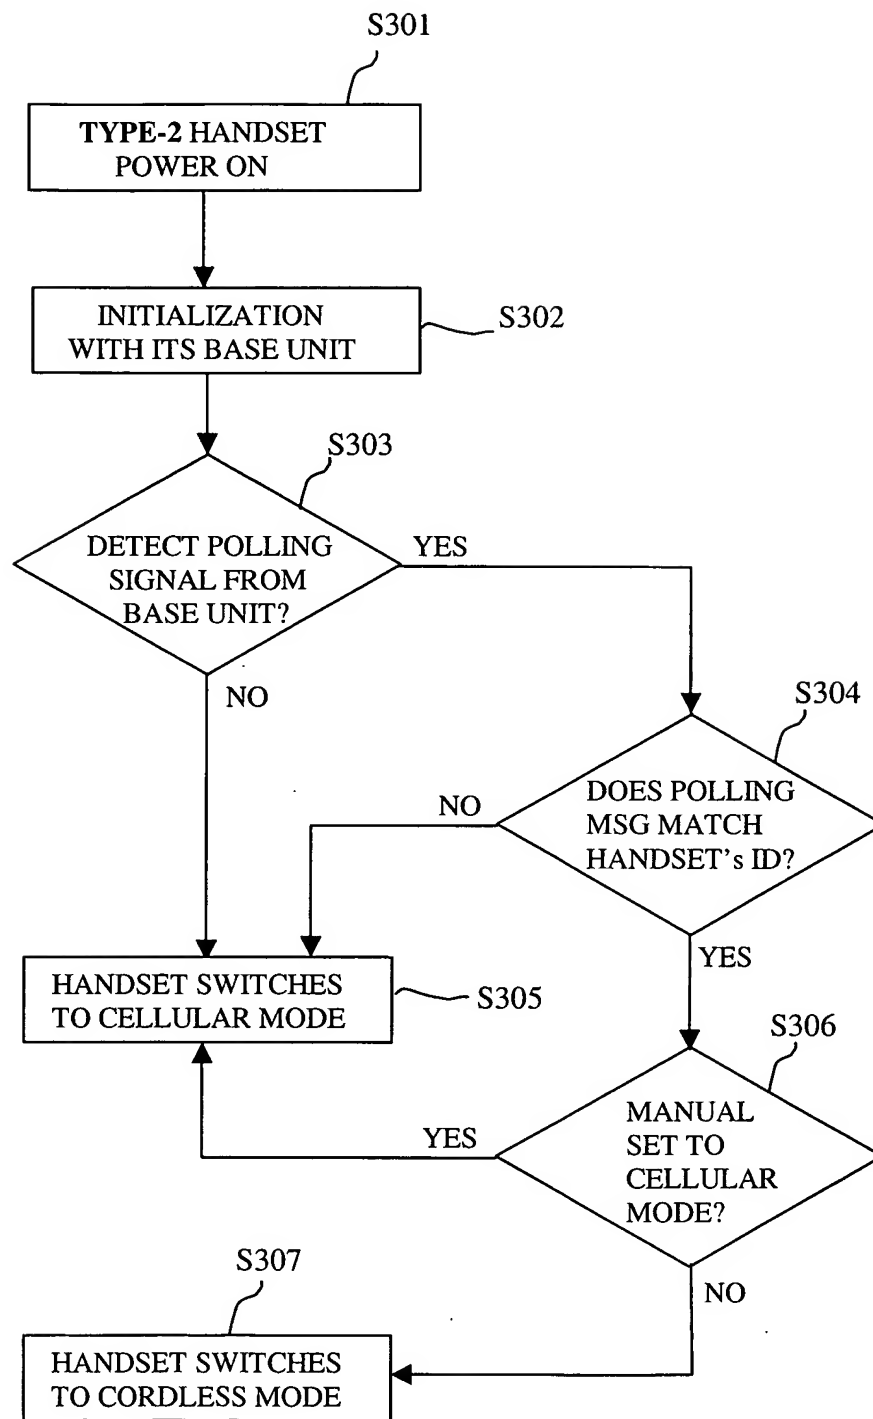 S301
TYPE-2 HANDSET
POWER ON
INITIALIZATION
WITH ITS BASE UNIT
S302
S303
DETECT POLLING
SIGNAL FROM
BASE UNIT?
YES
NO
S304
DOES POLLING
MSG MATCH
HANDSET's ID?
NO
YES
HANDSET SWITCHES
TO CELLULAR MODE
S305
S306
MANUAL
SET TO
CELLULAR
MODE?
YES
NO
S307
HANDSET SWITCHES
TO CORDLESS MODE